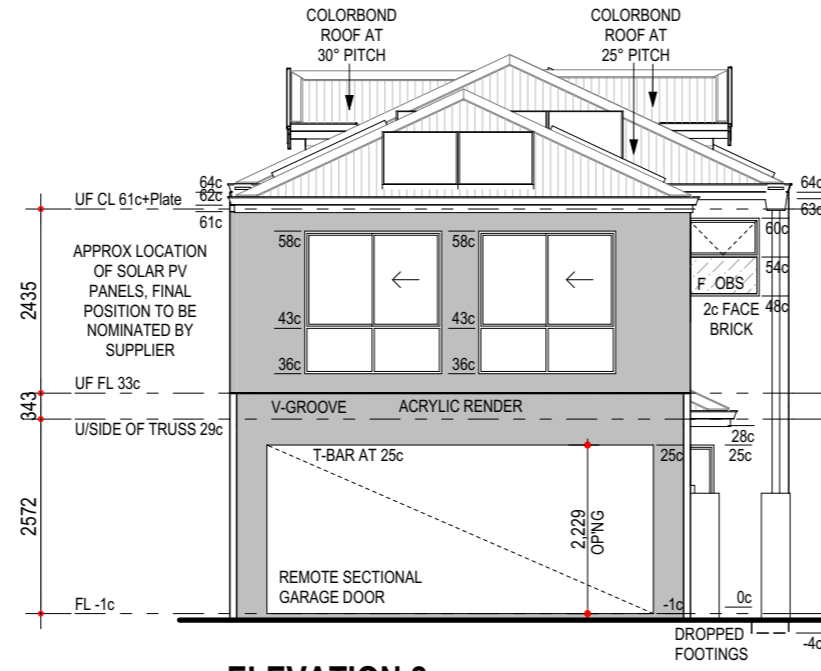 COLORBOND
ROOF AT
30° PITCH
COLORBOND
ROOF AT
25° PITCH
64c
62c
61c
UF CL 61c+Plate
64c
63c
60c
54c
48c
F OBS
2c FACE
BRICK
APPROX LOCATION
OF SOLAR PV
PANELS, FINAL
POSITION TO BE
NOMINATED BY
SUPPLIER
58c
43c
36c
58c
43c
36c
2435
UF FL 33c
343
U/SIDE OF TRUSS 29c
V-GROOVE
ACRYLIC RENDER
28c
25c
25c
T-BAR AT 25c
2572
2,229
OP'NG
REMOTE SECTIONAL
GARAGE DOOR
FL -1c
-1c
0c
DROPPED
FOOTINGS
-4c